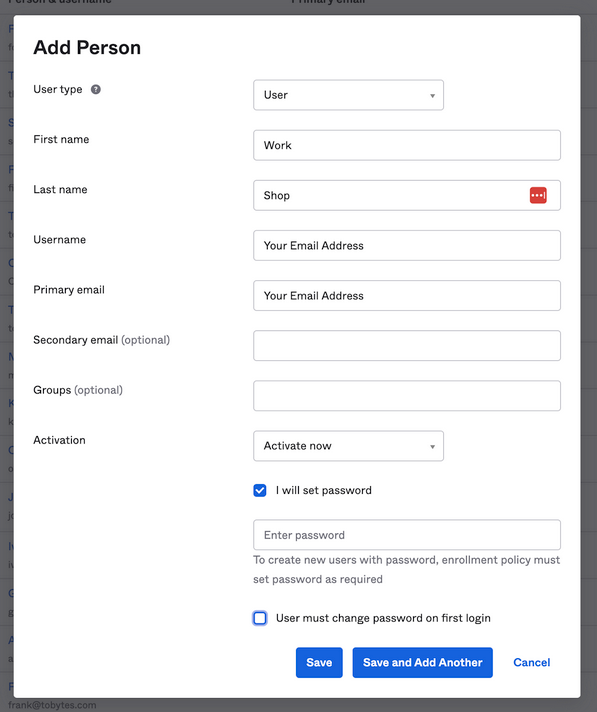 Person & username Primary email
Add Person
User type ?
User
First name
Work
Last name
Shop
Username
Your Email Address
Primary email
Your Email Address
Secondary email (optional)
Groups (optional)
Activation
Activate now
I will set password
Enter password
To create new users with password, enrollment policy must
set password as required
User must change password on first login
Save Save and Add Another Cancel
frank@tobytes.com